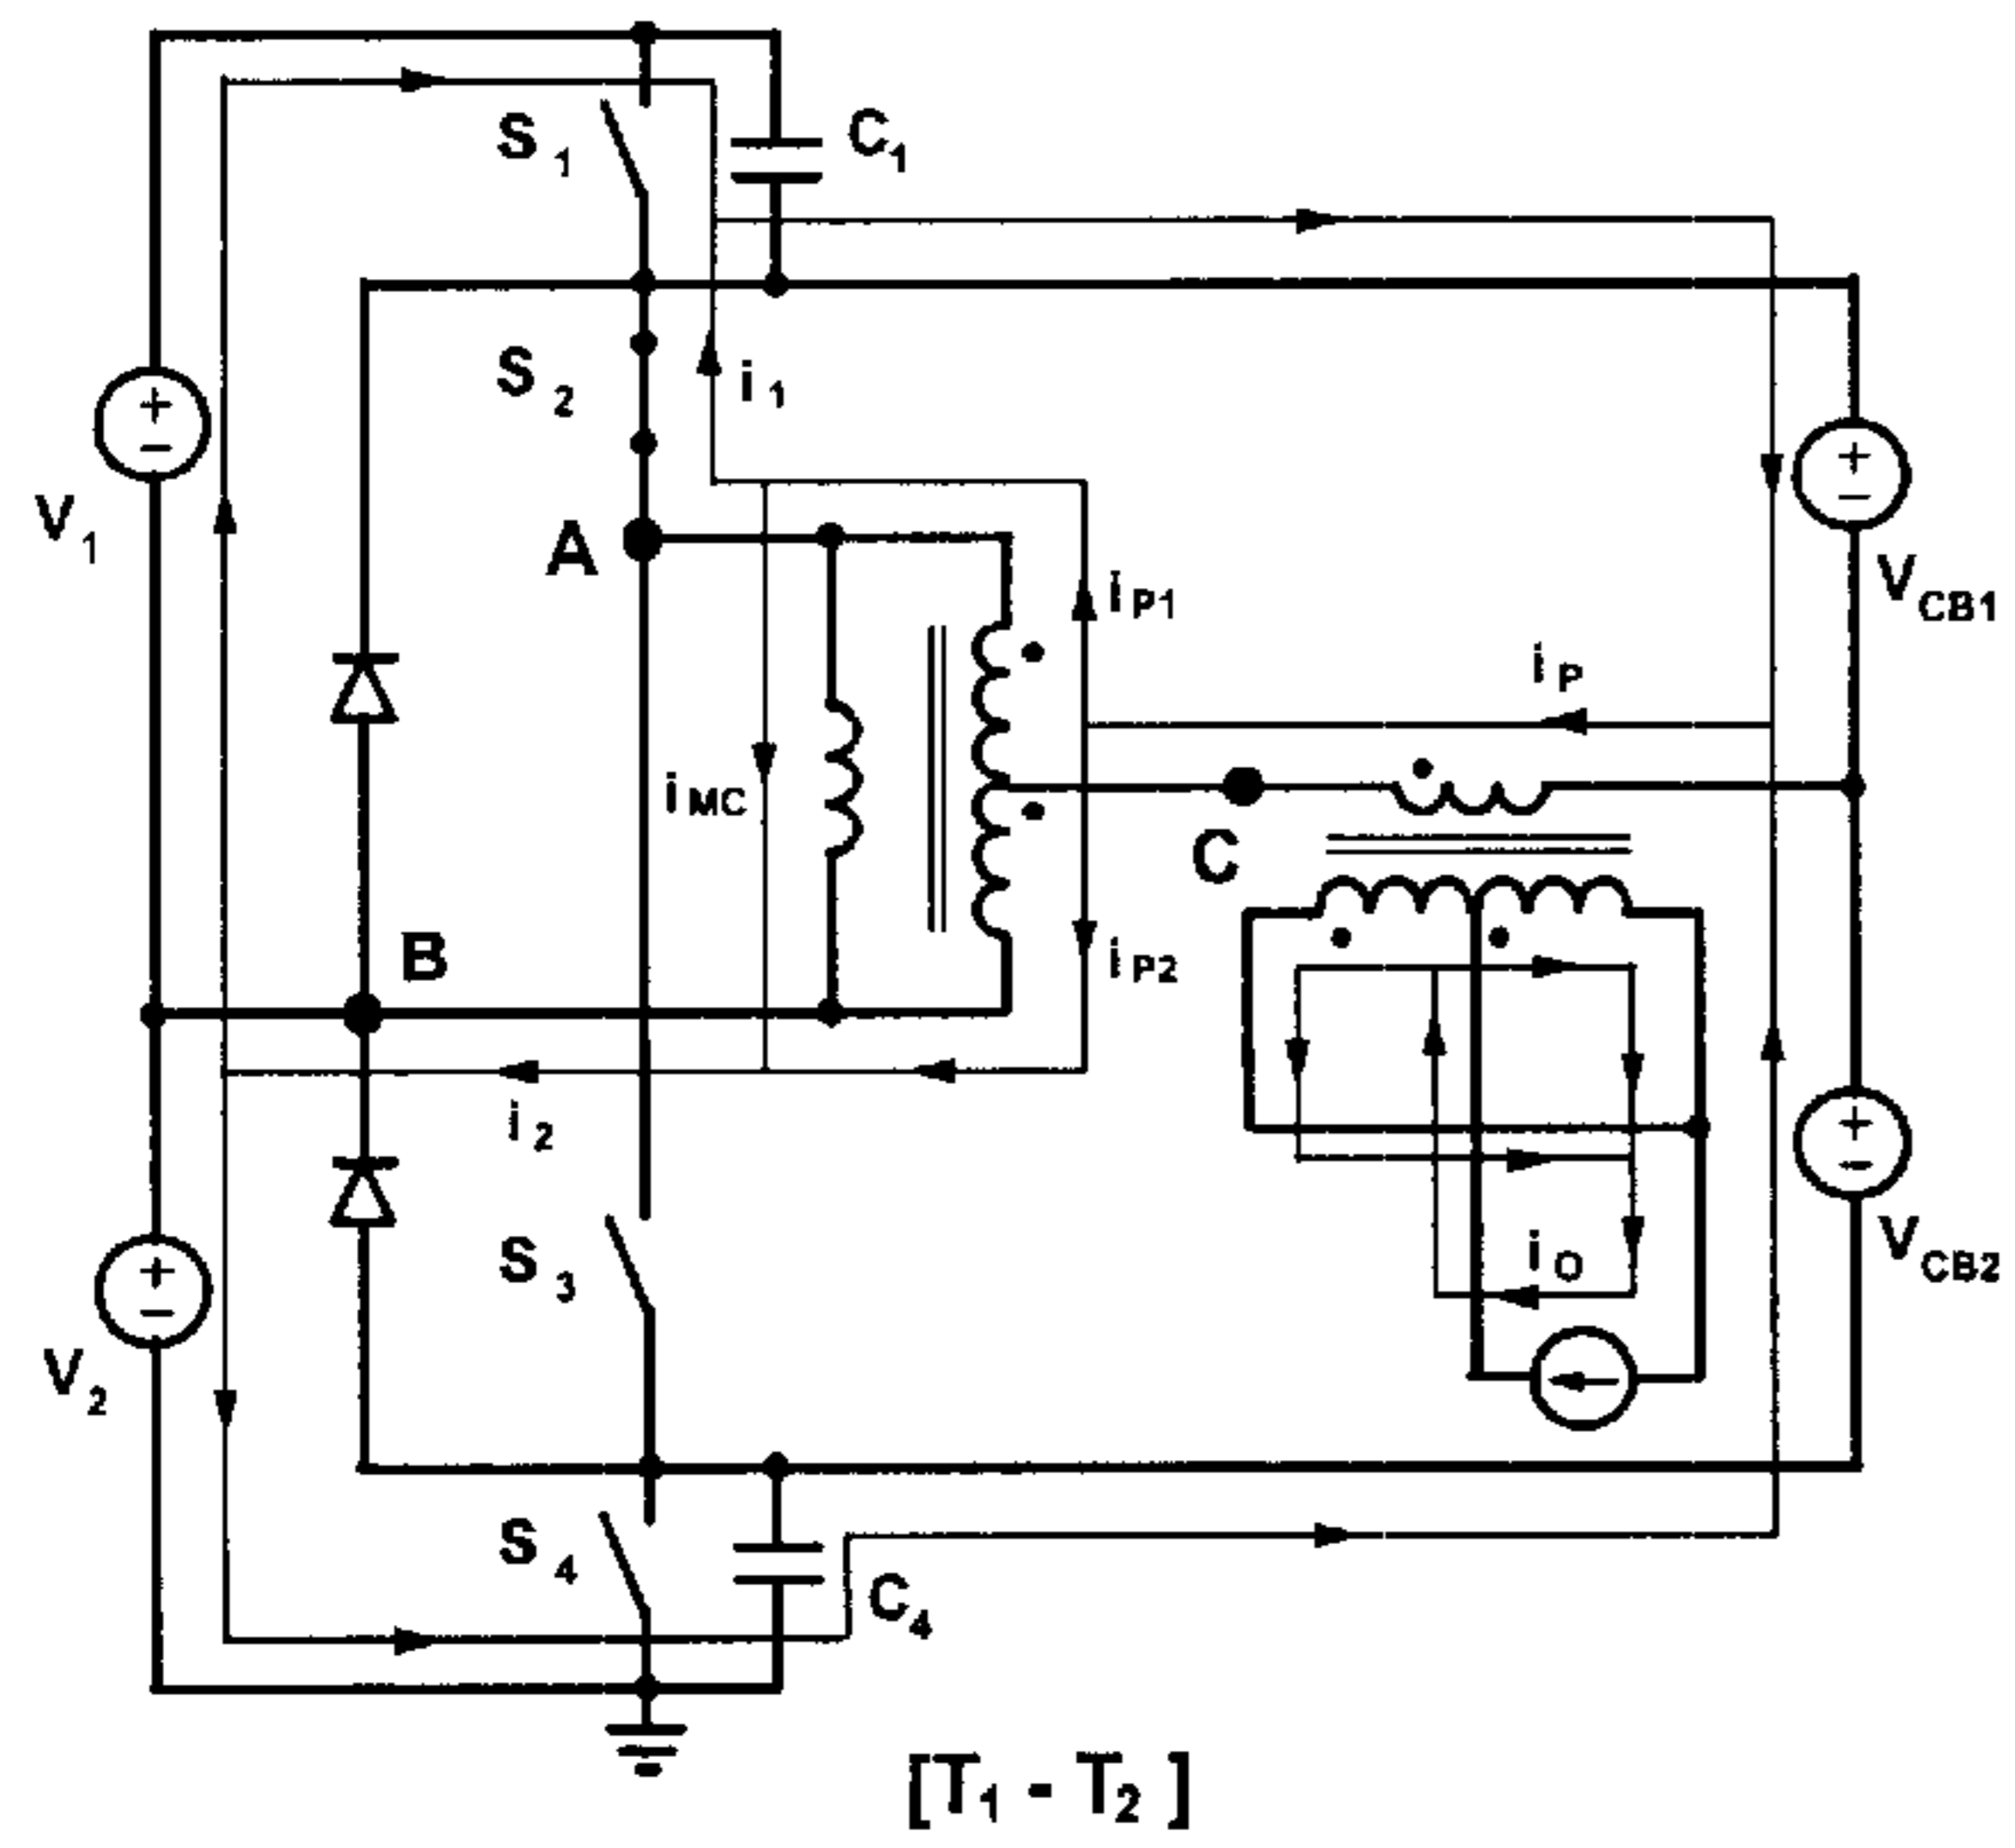 S1
C1
S2
i1
V1
A
iP1
VCB1
iP
iMC
C
B
iP2
i2
S3
iO
VCB2
V2
S4
C4
[T1 - T2 ]